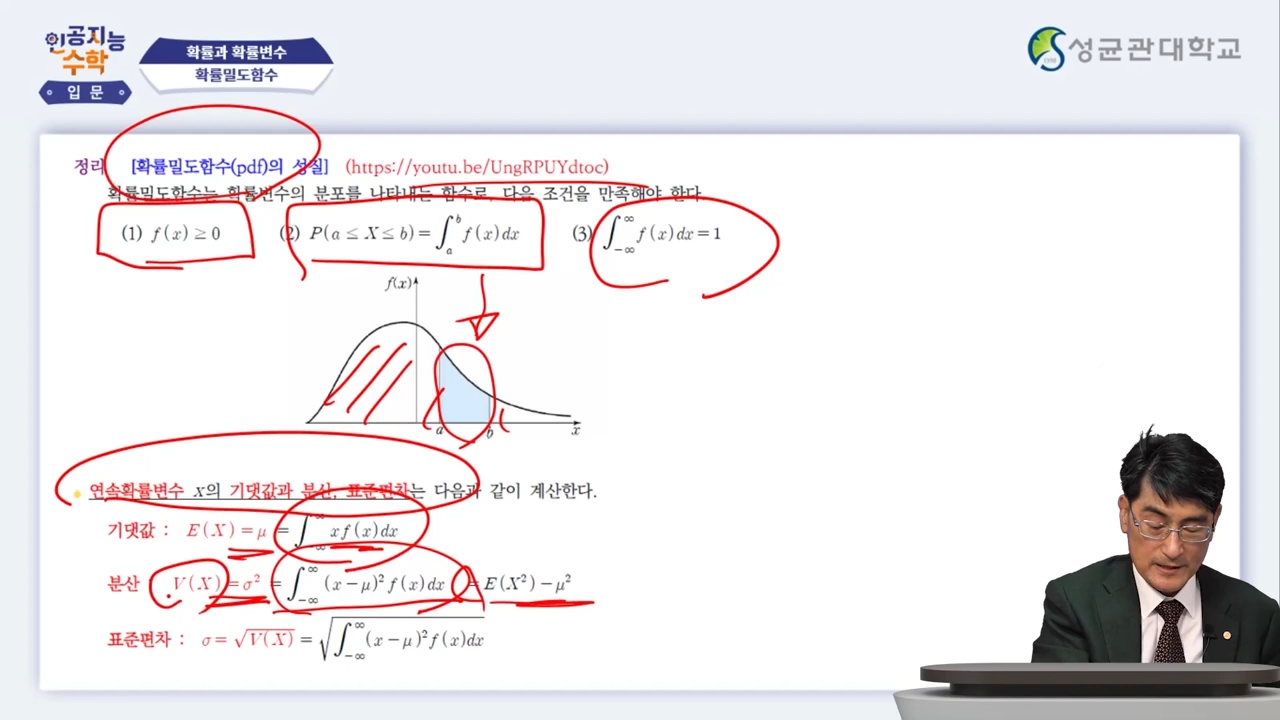 인공지능
수학
입문
확률과 확률변수
확률밀도함수
1398
성균관대학교
정리 [확률밀도함수(pdf)의 성질] (https://youtu.be/UngRPUYdtoc)
확률밀도함수는 확률변수의 분포를 나타내는 함수로, 다음 조건을 만족해야 한다.
(1) f(x) ≥ 0 (2) P(a ≤ X ≤ b) = ∫_a^b f(x)dx (3) ∫_{-∞}^{∞} f(x)dx = 1
f(x)
a b x
연속확률변수 X의 기댓값과 분산, 표준편차는 다음과 같이 계산한다.
기댓값 : E(X) = μ = ∫_{-∞}^{∞} x f(x)dx
분산 V(X) = σ² = ∫_{-∞}^{∞} (x-μ)² f(x)dx = E(X²) - μ²
표준편차 : σ = √V(X) = √∫_{-∞}^{∞} (x-μ)² f(x)dx